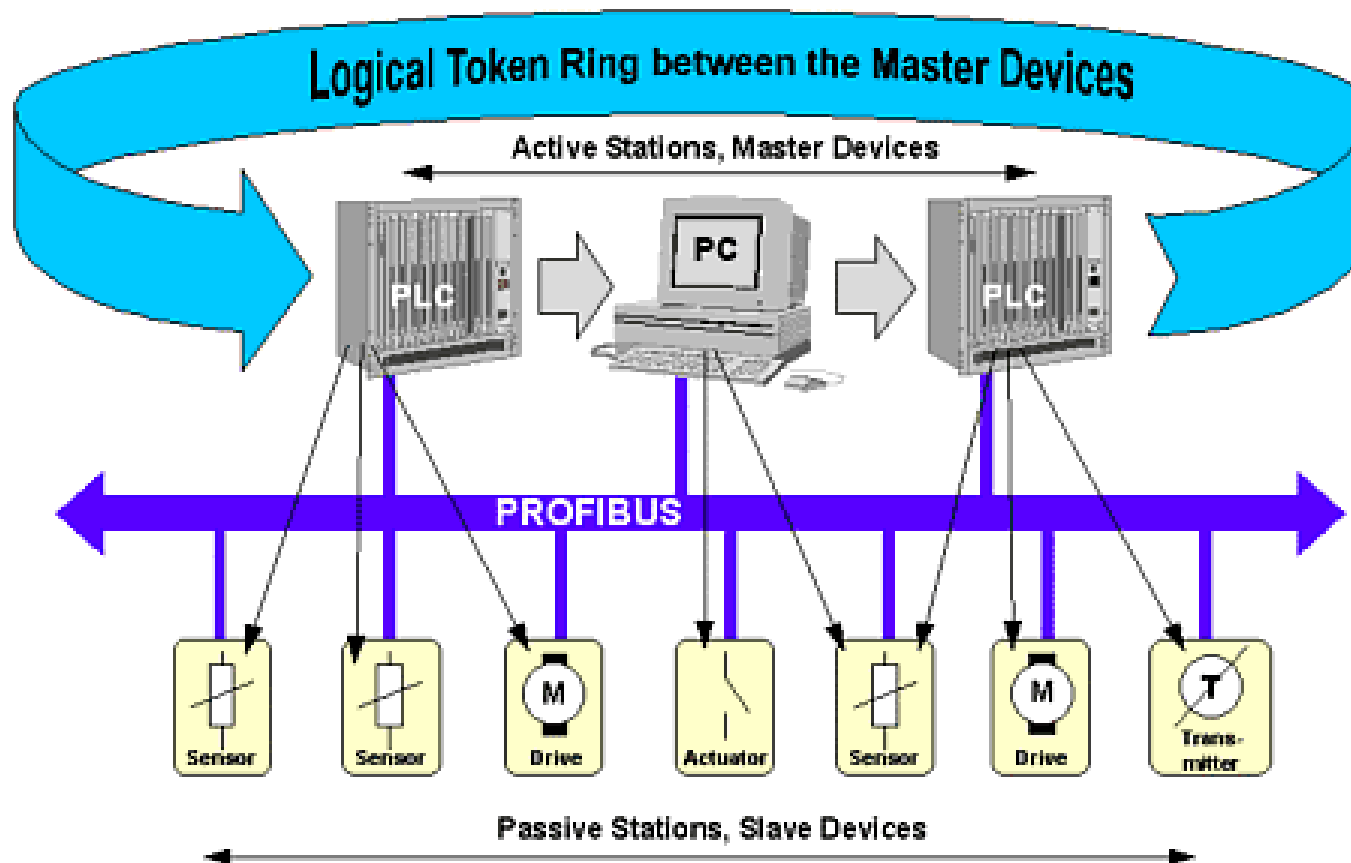 Logical Token Ring between the Master Devices
Active Stations, Master Devices
PLC
PC
PLC
PROFIBUS
M
M
T
Sensor
Sensor
Drive
Actuator
Sensor
Drive
Trans-
mitter
Passive Stations, Slave Devices